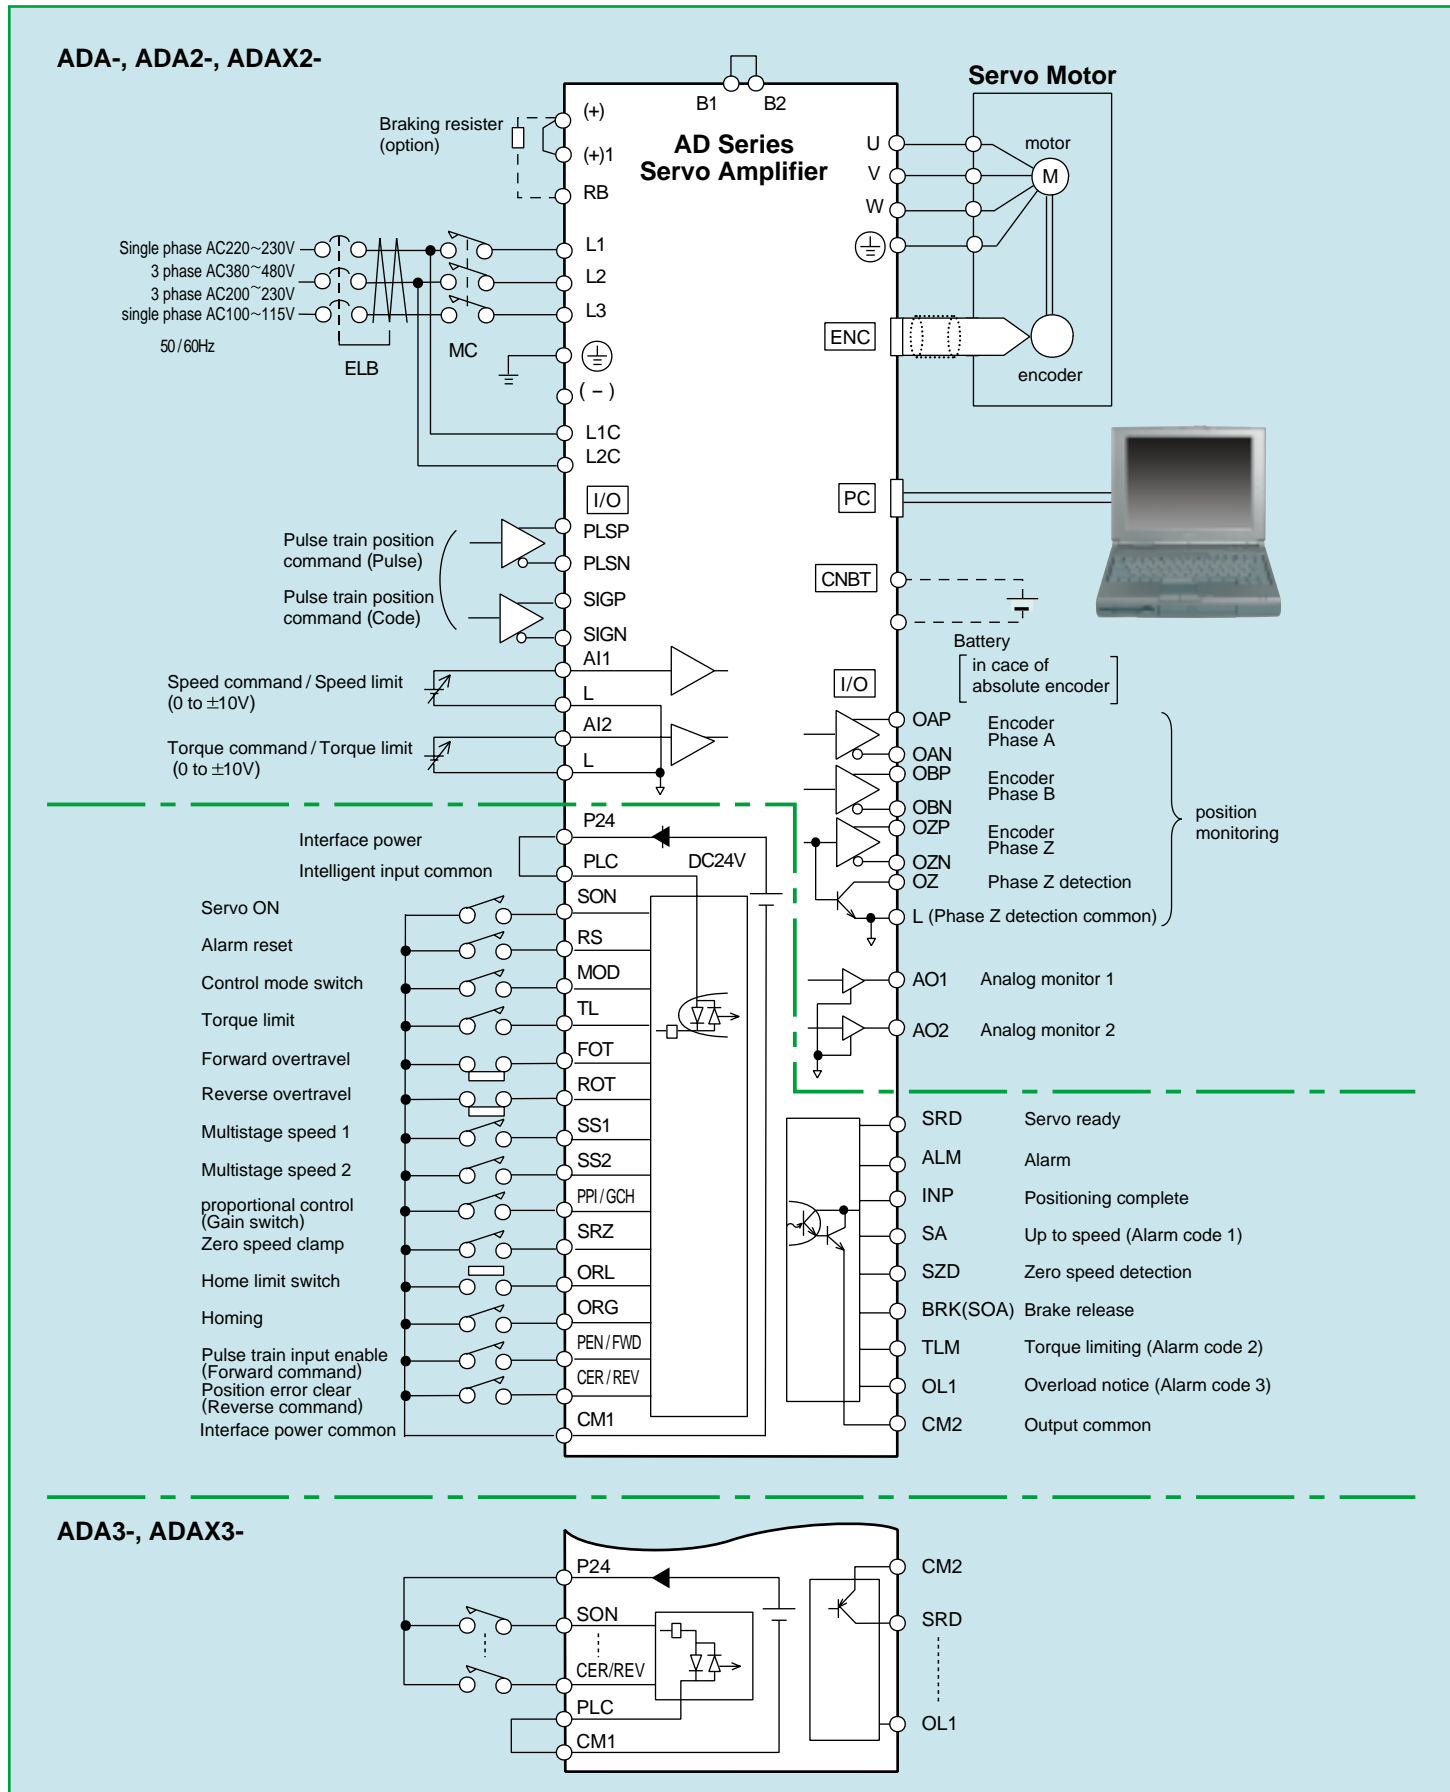 ADA-, ADA2-, ADAX2-
B1
B2
Servo Motor
AD Series
Servo Amplifier
Braking resister
(option)
(+)
(+)1
RB
U
V
W
motor
M
Single phase AC220~230V
3 phase AC380~480V
3 phase AC200~230V
single phase AC100~115V
50/60Hz
ELB
MC
L1
L2
L3
(−)
L1C
L2C
ENC
encoder
PC
CNBT
Battery
in cace of
absolute encoder
I/O
PLSP
PLSN
SIGP
SIGN
AI1
L
AI2
L
Pulse train position
command (Pulse)
Pulse train position
command (Code)
Speed command / Speed limit
(0 to ±10V)
Torque command / Torque limit
(0 to ±10V)
I/O
OAP
OAN
Encoder
Phase A
OBP
OBN
Encoder
Phase B
OZP
OZN
Encoder
Phase Z
OZ
Phase Z detection
L (Phase Z detection common)
position
monitoring
AO1
Analog monitor 1
AO2
Analog monitor 2
Interface power
P24
Intelligent input common
PLC
DC24V
Servo ON
SON
Alarm reset
RS
Control mode switch
MOD
Torque limit
TL
Forward overtravel
FOT
Reverse overtravel
ROT
Multistage speed 1
SS1
Multistage speed 2
SS2
proportional control
(Gain switch)
PPI / GCH
Zero speed clamp
SRZ
Home limit switch
ORL
Homing
ORG
Pulse train input enable
(Forward command)
PEN / FWD
Position error clear
(Reverse command)
CER / REV
Interface power common
CM1
SRD
Servo ready
ALM
Alarm
INP
Positioning complete
SA
Up to speed (Alarm code 1)
SZD
Zero speed detection
BRK(SOA)
Brake release
TLM
Torque limiting (Alarm code 2)
OL1
Overload notice (Alarm code 3)
CM2
Output common
ADA3-, ADAX3-
P24
SON
CER/REV
PLC
CM1
CM2
SRD
OL1